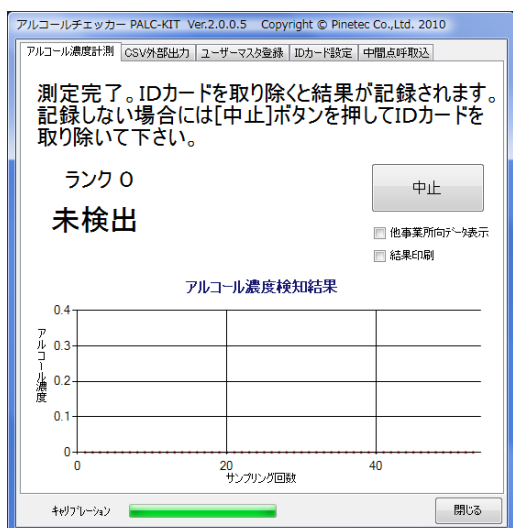 アルコールチェッカー PALC-KIT Ver.2.0.0.5 Copyright © Pinetec Co.,Ltd. 2010
アルコール濃度計測 CSV外部出力 ユーザーマスタ登録 IDカード設定 中間点呼取込
測定完了。IDカードを取り除くと結果が記録されます。
記録しない場合には[中止]ボタンを押してIDカードを
取り除いて下さい。
ランク 0
中止
未検出
他事業所向データ表示
結果印刷
アルコール濃度検知結果
アルコール濃度
0.4
0.3
0.2
0.1
0
0 20 40
サンプリング回数
キャリブレーション
閉じる